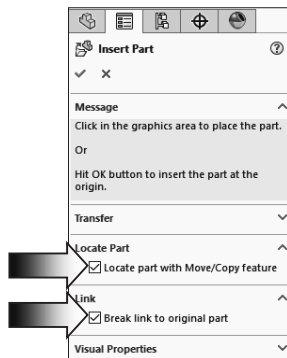 Insert Part
?
Message
Click in the graphics area to place the part.
Or
Hit OK button to insert the part at the
origin.
Transfer
Locate Part
Locate part with Move/Copy feature
Link
Break link to original part
Visual Properties